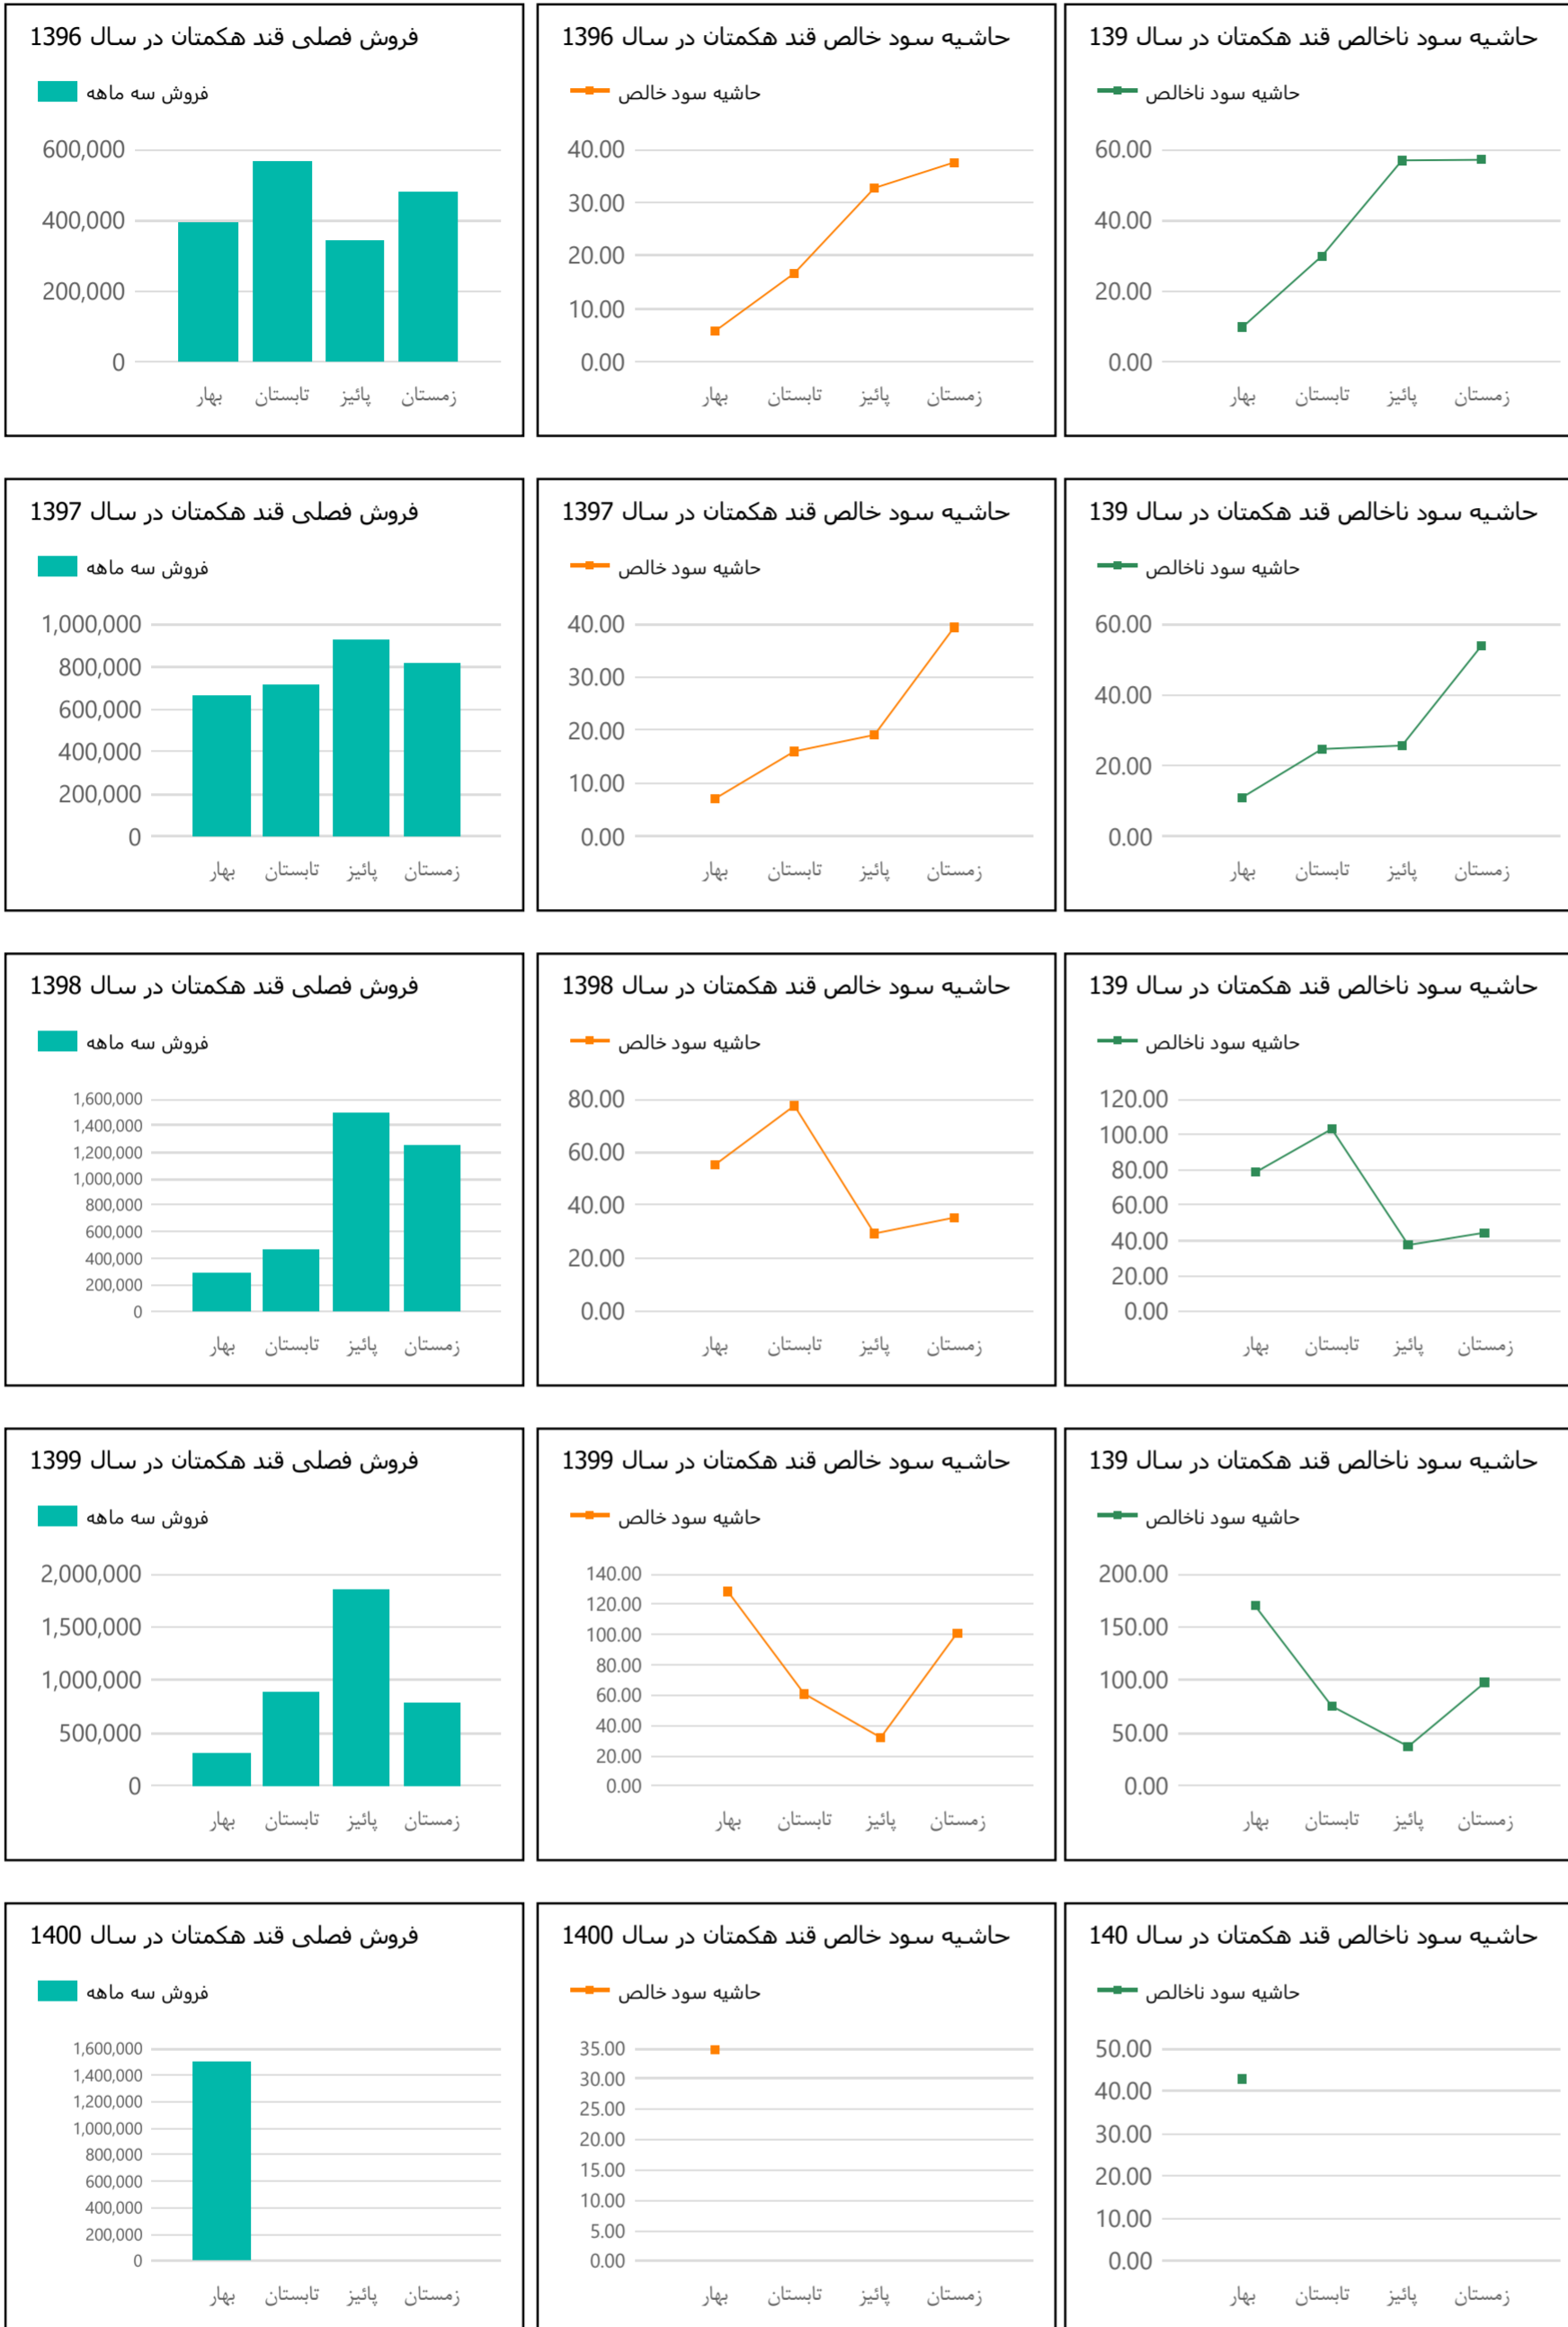 فروش فصلی قند هکمتان در سال 1396
فروش سه ماهه
600,000
400,000
200,000
0
بهار تابستان پائیز زمستان
حاشیه سود خالص قند هکمتان در سال 1396
حاشیه سود خالص
40.00
30.00
20.00
10.00
0.00
بهار تابستان پائیز زمستان
حاشیه سود ناخالص قند هکمتان در سال 139
حاشیه سود ناخالص
60.00
40.00
20.00
0.00
بهار تابستان پائیز زمستان
فروش فصلی قند هکمتان در سال 1397
فروش سه ماهه
1,000,000
800,000
600,000
400,000
200,000
0
بهار تابستان پائیز زمستان
حاشیه سود خالص قند هکمتان در سال 1397
حاشیه سود خالص
40.00
30.00
20.00
10.00
0.00
بهار تابستان پائیز زمستان
حاشیه سود ناخالص قند هکمتان در سال 139
حاشیه سود ناخالص
60.00
40.00
20.00
0.00
بهار تابستان پائیز زمستان
فروش فصلی قند هکمتان در سال 1398
فروش سه ماهه
1,600,000
1,400,000
1,200,000
1,000,000
800,000
600,000
400,000
200,000
0
بهار تابستان پائیز زمستان
حاشیه سود خالص قند هکمتان در سال 1398
حاشیه سود خالص
80.00
60.00
40.00
20.00
0.00
بهار تابستان پائیز زمستان
حاشیه سود ناخالص قند هکمتان در سال 139
حاشیه سود ناخالص
120.00
100.00
80.00
60.00
40.00
20.00
0.00
بهار تابستان پائیز زمستان
فروش فصلی قند هکمتان در سال 1399
فروش سه ماهه
2,000,000
1,500,000
1,000,000
500,000
0
بهار تابستان پائیز زمستان
حاشیه سود خالص قند هکمتان در سال 1399
حاشیه سود خالص
140.00
120.00
100.00
80.00
60.00
40.00
20.00
0.00
بهار تابستان پائیز زمستان
حاشیه سود ناخالص قند هکمتان در سال 139
حاشیه سود ناخالص
200.00
150.00
100.00
50.00
0.00
بهار تابستان پائیز زمستان
فروش فصلی قند هکمتان در سال 1400
فروش سه ماهه
1,600,000
1,400,000
1,200,000
1,000,000
800,000
600,000
400,000
200,000
0
بهار تابستان پائیز زمستان
حاشیه سود خالص قند هکمتان در سال 1400
حاشیه سود خالص
35.00
30.00
25.00
20.00
15.00
10.00
5.00
0.00
بهار تابستان پائیز زمستان
حاشیه سود ناخالص قند هکمتان در سال 140
حاشیه سود ناخالص
50.00
40.00
30.00
20.00
10.00
0.00
بهار تابستان پائیز زمستان